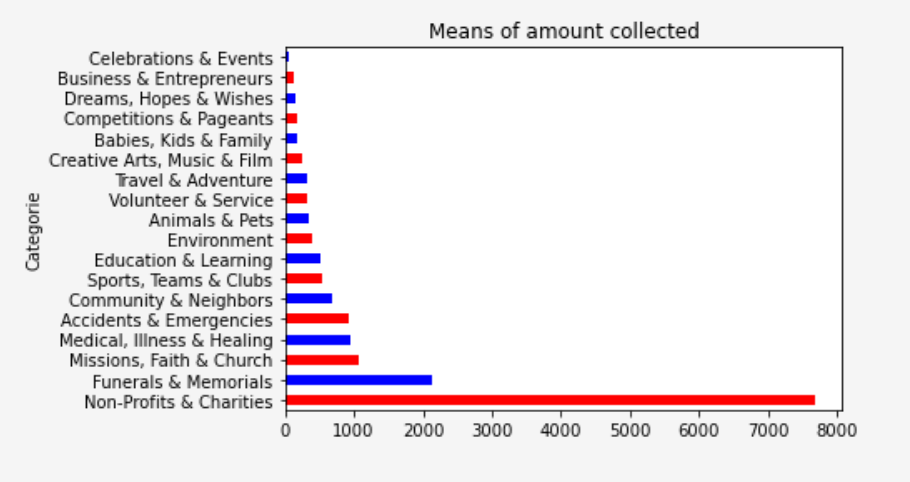 Means of amount collected
Celebrations & Events
Business & Entrepreneurs
Dreams, Hopes & Wishes
Competitions & Pageants
Babies, Kids & Family
Creative Arts, Music & Film
Travel & Adventure
Volunteer & Service
Animals & Pets
Environment
Education & Learning
Sports, Teams & Clubs
Community & Neighbors
Accidents & Emergencies
Medical, Illness & Healing
Missions, Faith & Church
Funerals & Memorials
Non-Profits & Charities
Categorie
0 1000 2000 3000 4000 5000 6000 7000 8000